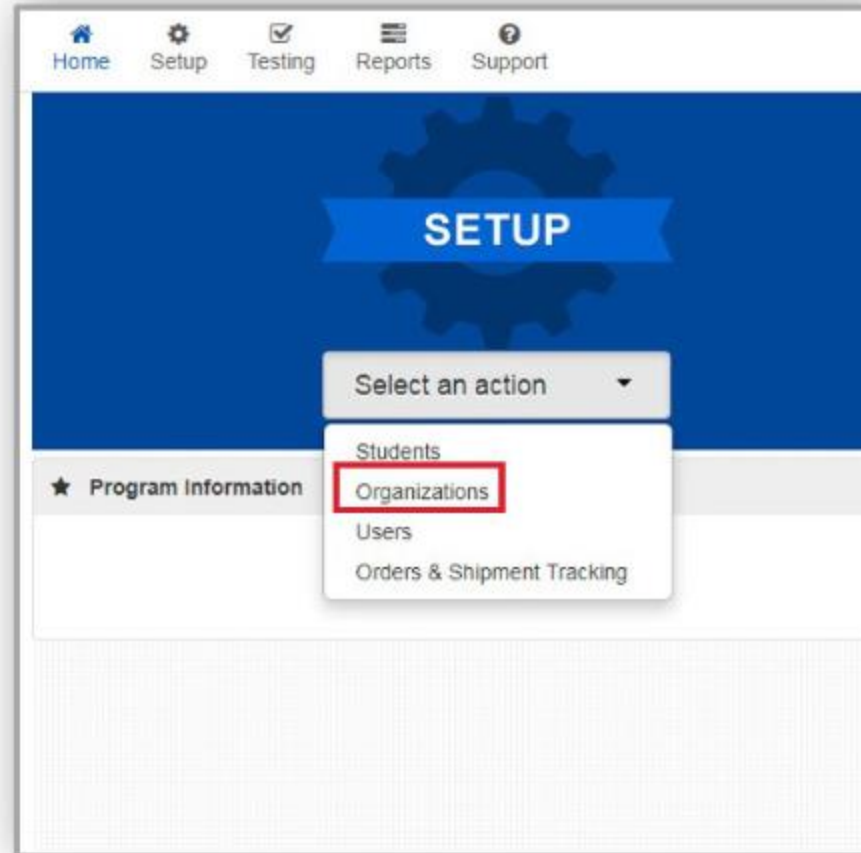 Home Setup Testing Reports Support
SETUP
Select an action
Students
Program Information
Organizations
Users
Orders & Shipment Tracking